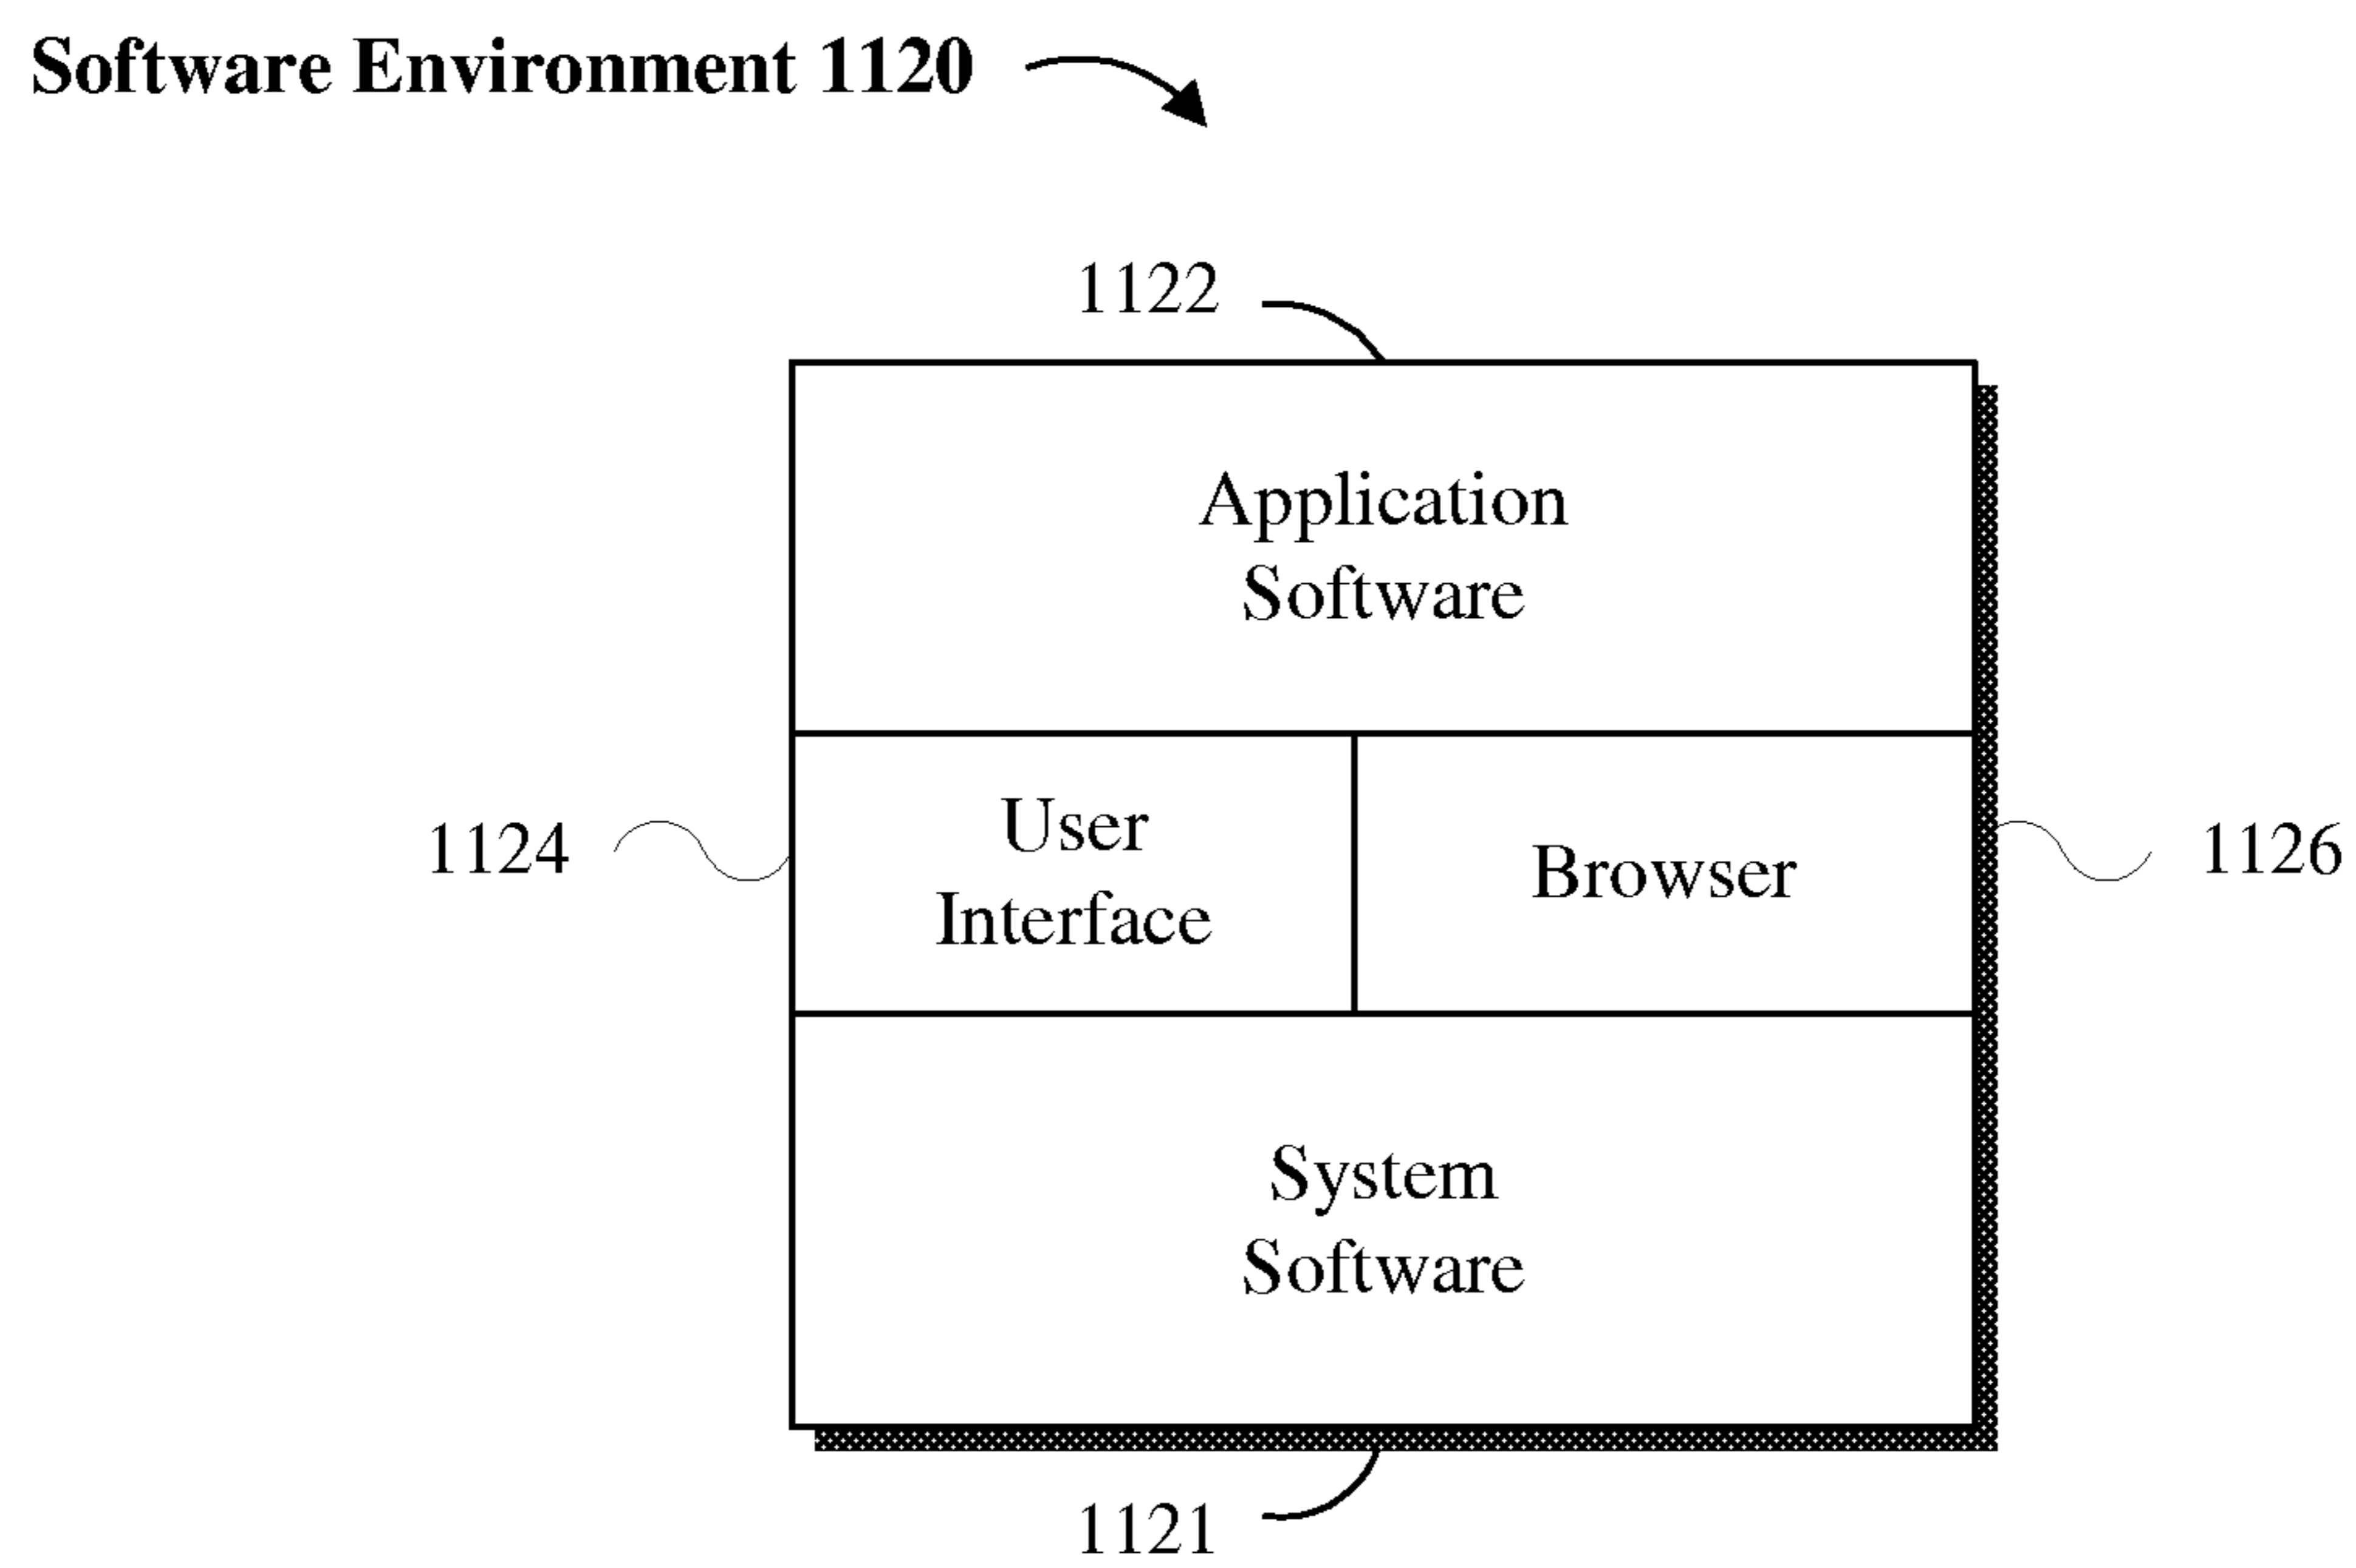 Software Environment 1120
1122
Application
Software
1124
User
Interface
Browser
1126
System
Software
1121